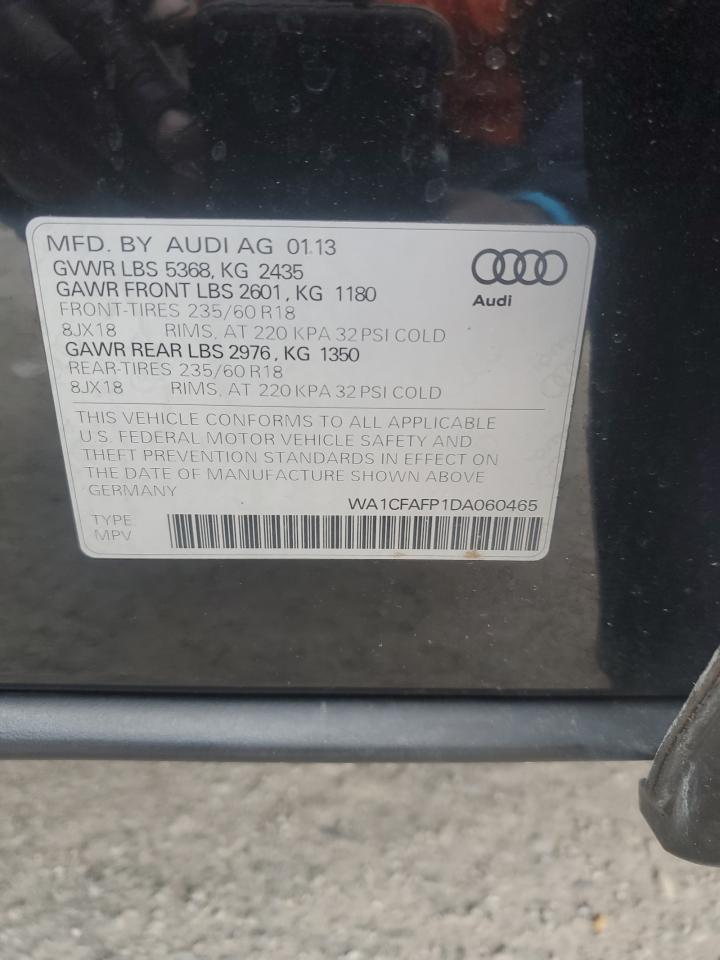 MFD. BY AUDI AG 01.13
GVWR LBS 5368, KG 2435
GAWR FRONT LBS 2601, KG 1180
FRONT-TIRES 235/60 R18
8JX18 RIMS, AT 220 KPA 32 PSI COLD
GAWR REAR LBS 2976, KG 1350
REAR-TIRES 235/60 R18
8JX18 RIMS, AT 220 KPA 32 PSI COLD
Audi
THIS VEHICLE CONFORMS TO ALL APPLICABLE
U.S. FEDERAL MOTOR VEHICLE SAFETY AND
THEFT PREVENTION STANDARDS IN EFFECT ON
THE DATE OF MANUFACTURE SHOWN ABOVE
GERMANY
WA1CFAFP1DA060465
TYPE:
MPV